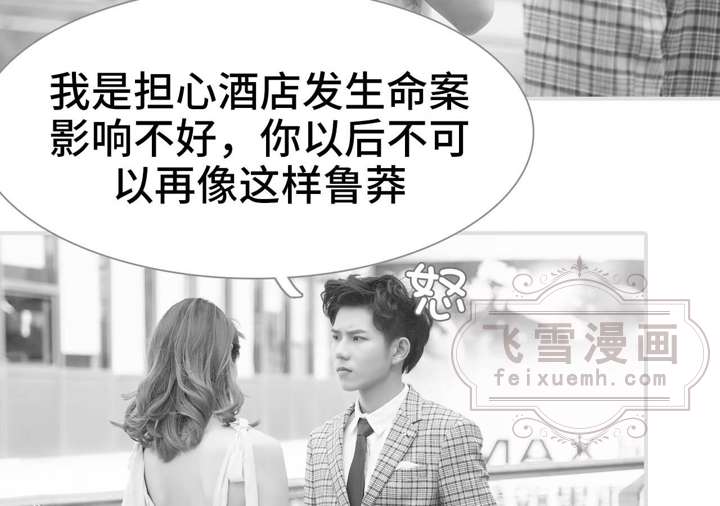 我是担心酒店发生命案
影响不好，你以后不可
以再像这样鲁莽
怒
飞雪漫画
feixuemh.com
MAX